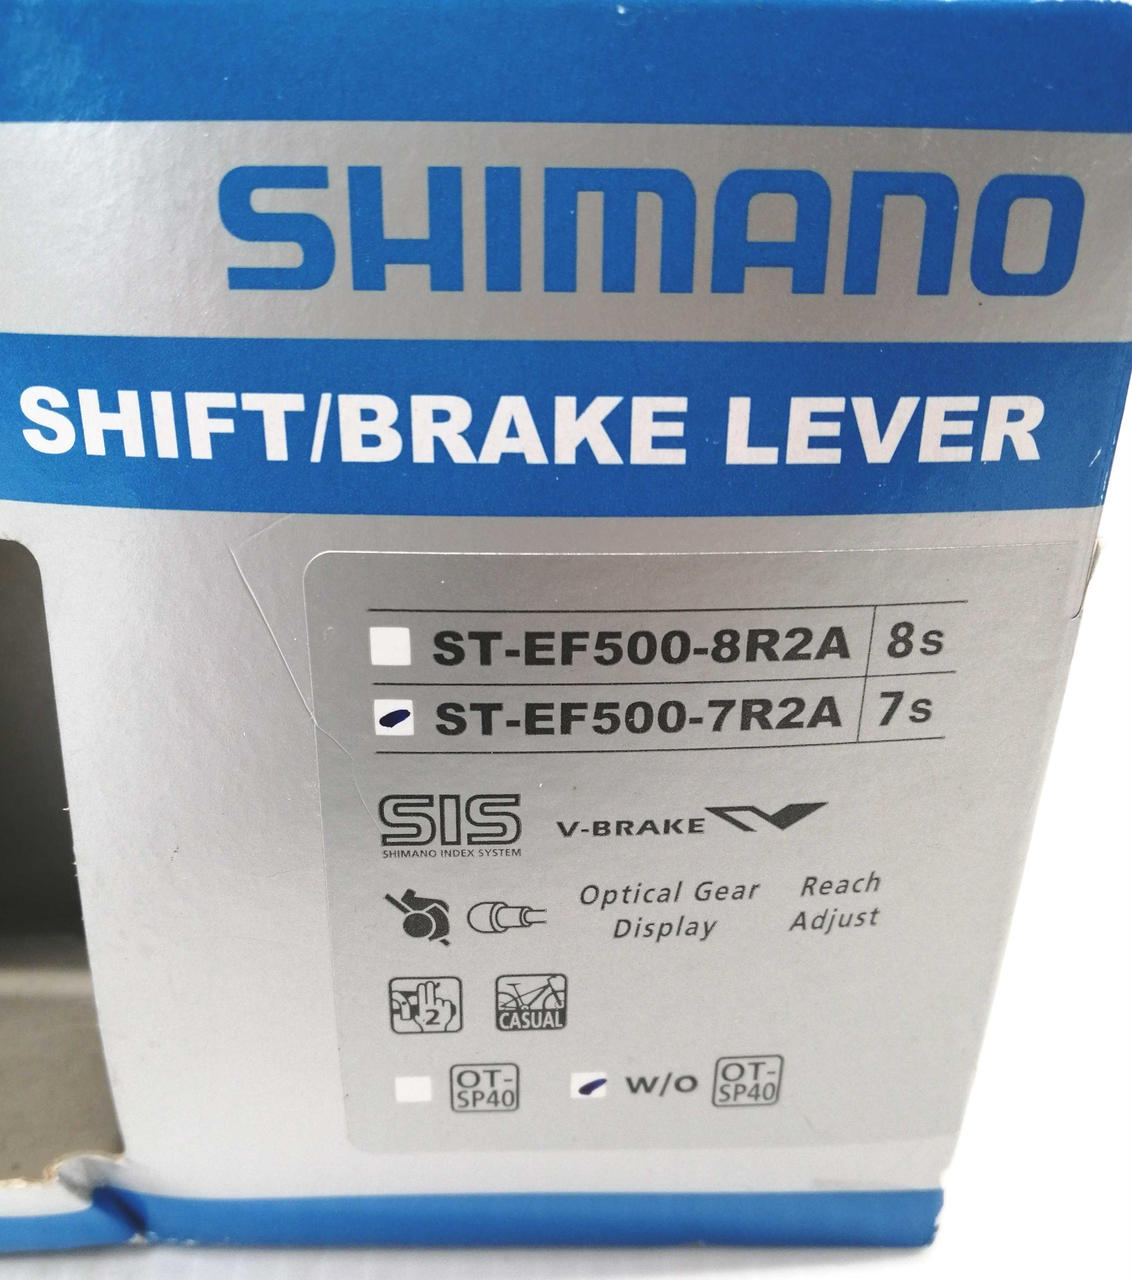 SHIMANO
SHIFT/BRAKE LEVER
ST-EF500-8R2A 8s
ST-EF500-7R2A 7s
SIS V-BRAKE
SHIMANO INDEX SYSTEM
Optical Gear Reach
Display Adjust
2 CASUAL
OT- W/O OT-
SP40 SP40